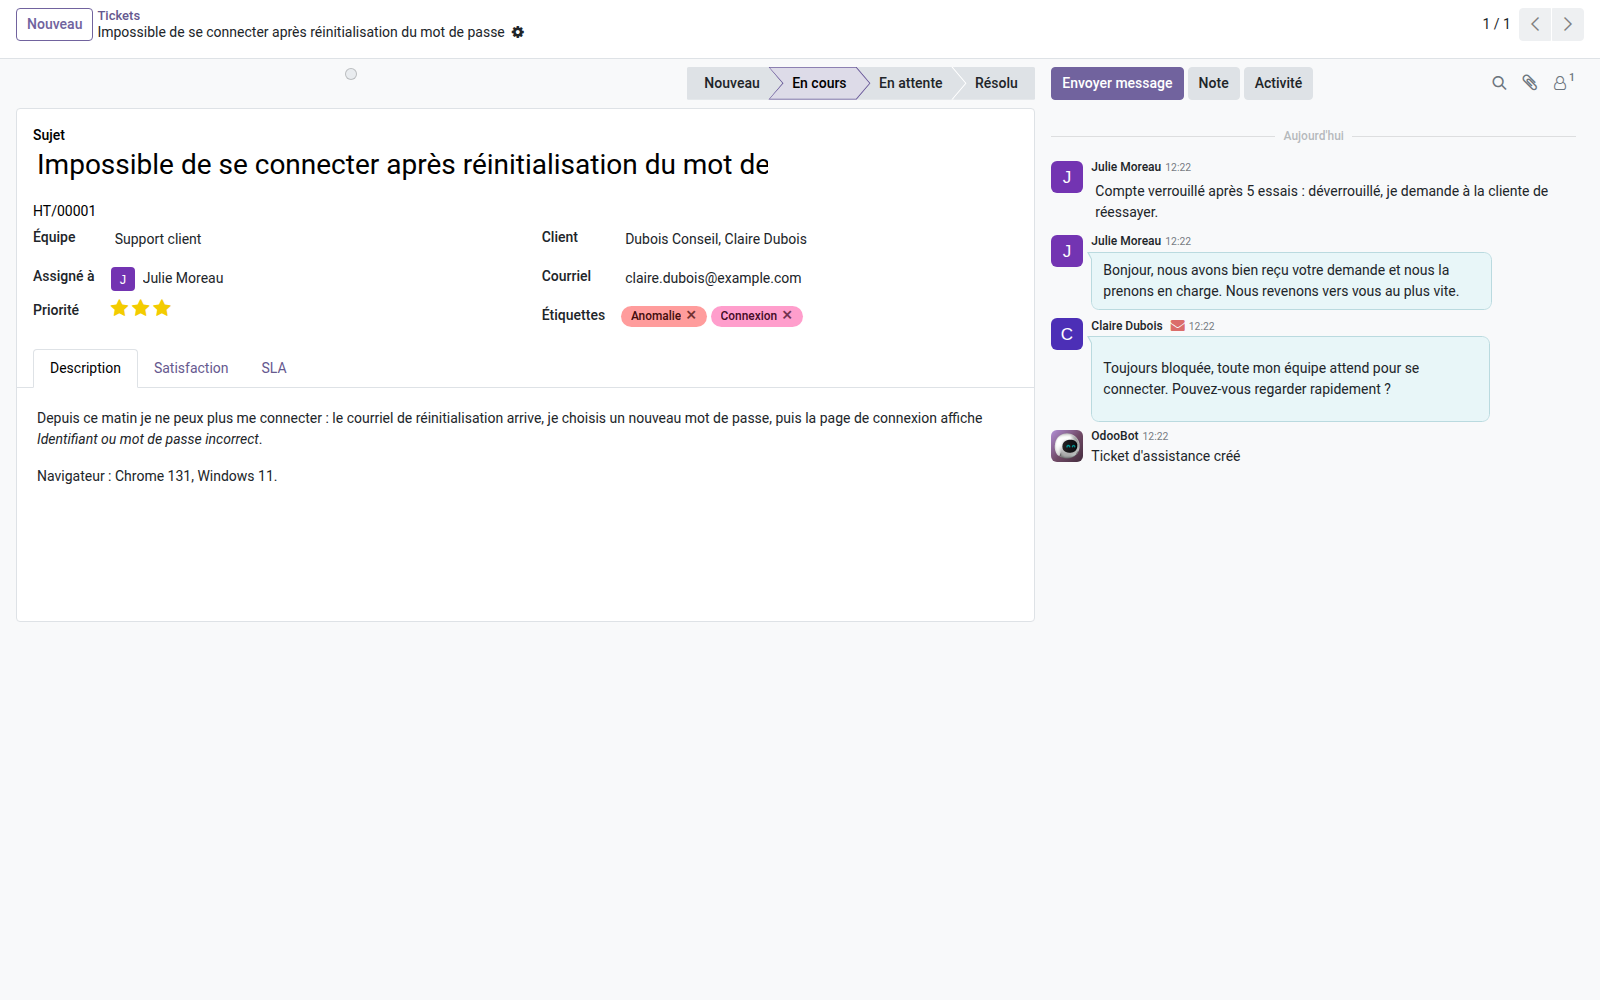 Nouveau
Tickets
Impossible de se connecter après réinitialisation du mot de passe
1 / 1
Nouveau
En cours
En attente
Résolu
Envoyer message
Note
Activité
1
Sujet
Impossible de se connecter après réinitialisation du mot de
HT/00001
Équipe
Support client
Client
Dubois Conseil, Claire Dubois
Assigné à
J
Julie Moreau
Courriel
claire.dubois@example.com
Priorité
Étiquettes
Anomalie ✕
Connexion ✕
Description
Satisfaction
SLA
Depuis ce matin je ne peux plus me connecter : le courriel de réinitialisation arrive, je choisis un nouveau mot de passe, puis la page de connexion affiche
Identifiant ou mot de passe incorrect.
Navigateur : Chrome 131, Windows 11.
Aujourd'hui
J
Julie Moreau 12:22
Compte verrouillé après 5 essais : déverrouillé, je demande à la cliente de
réessayer.
J
Julie Moreau 12:22
Bonjour, nous avons bien reçu votre demande et nous la
prenons en charge. Nous revenons vers vous au plus vite.
C
Claire Dubois 12:22
Toujours bloquée, toute mon équipe attend pour se
connecter. Pouvez-vous regarder rapidement ?
OdooBot 12:22
Ticket d'assistance créé